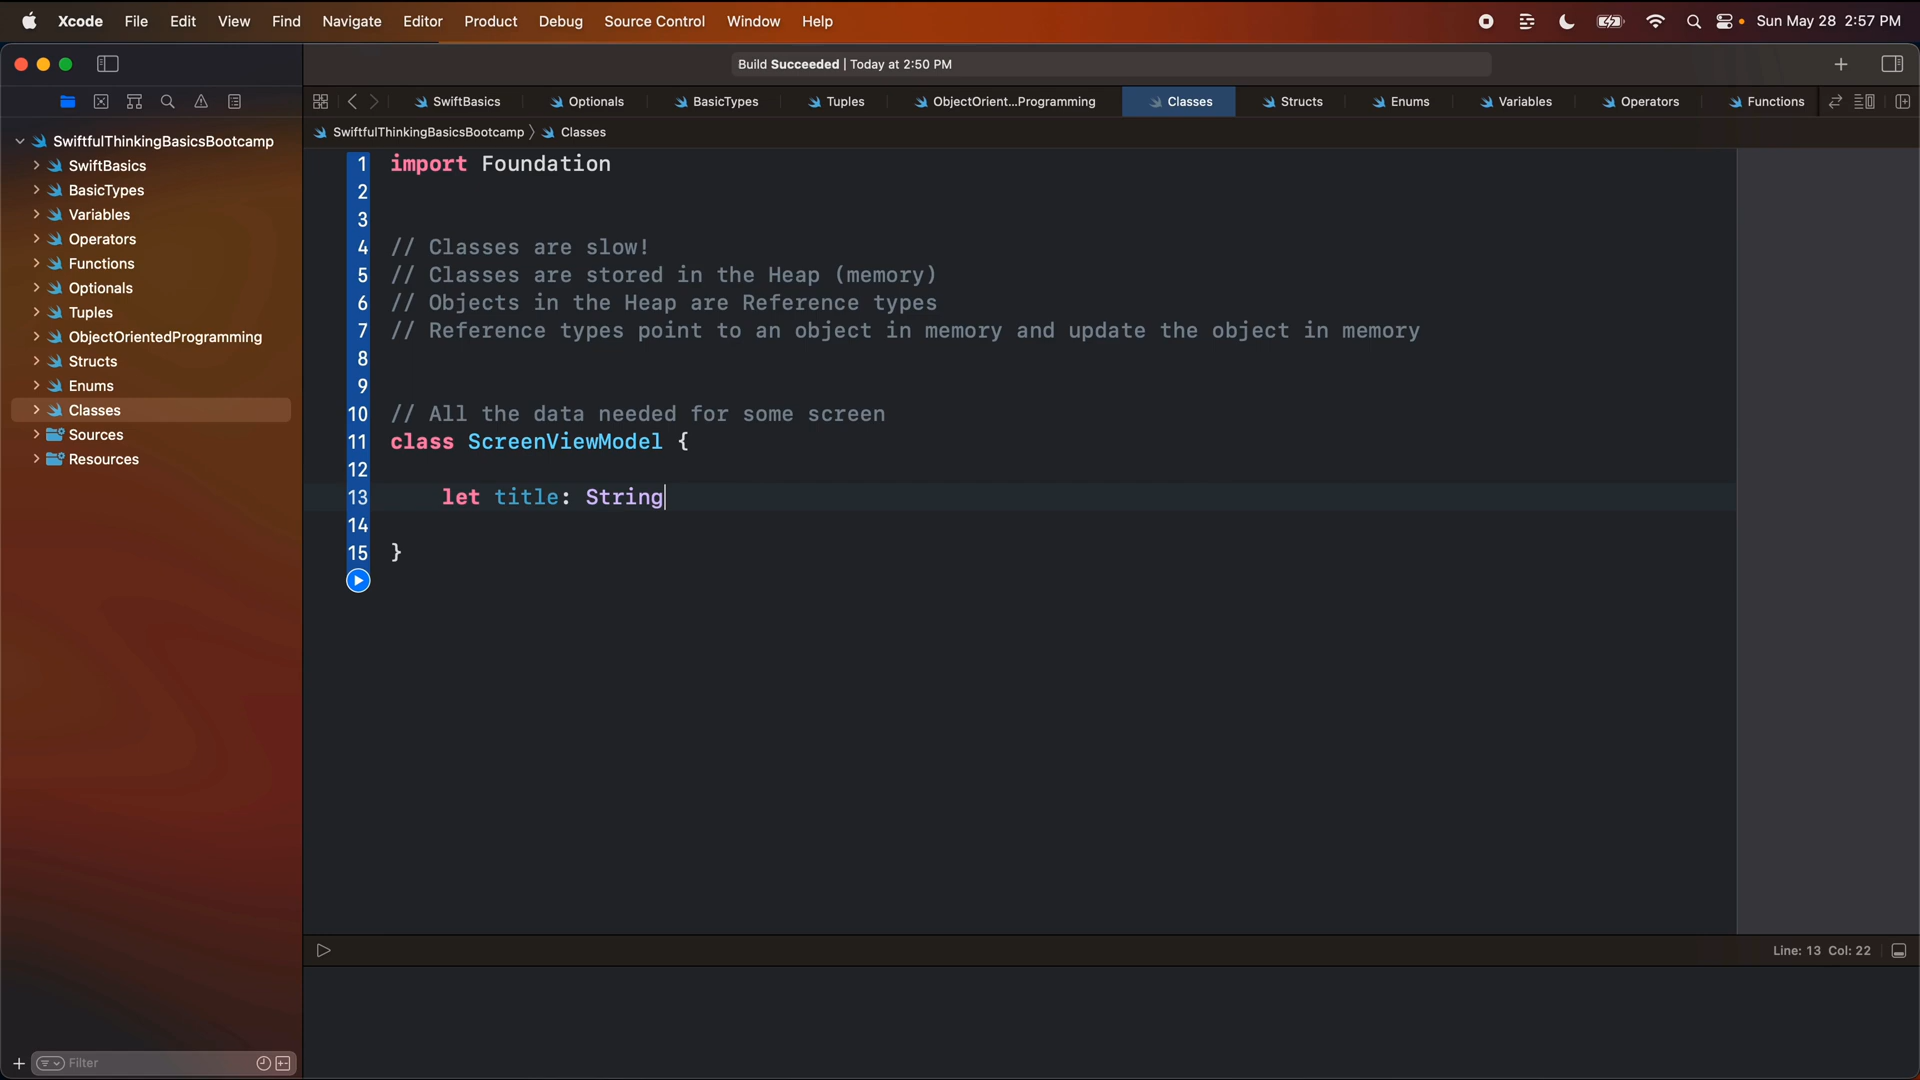 Xcode File Edit View Find Navigate Editor Product Debug Source Control Window Help Sun May 28 2:57 PM
Build Succeeded | Today at 2:50 PM
SwiftBasics Optionals BasicTypes Tuples ObjectOrient...Programming Classes Structs Enums Variables Operators Functions
SwiftfulThinkingBasicsBootcamp 〉 Classes
SwiftfulThinkingBasicsBootcamp
SwiftBasics
BasicTypes
Variables
Operators
Functions
Optionals
Tuples
ObjectOrientedProgramming
Structs
Enums
Classes
Sources
Resources
1 import Foundation
2
3
4 // Classes are slow!
5 // Classes are stored in the Heap (memory)
6 // Objects in the Heap are Reference types
7 // Reference types point to an object in memory and update the object in memory
8
9
10 // All the data needed for some screen
11 class ScreenViewModel {
12
13 let title: String
14
15 }
Line: 13 Col: 22
Filter